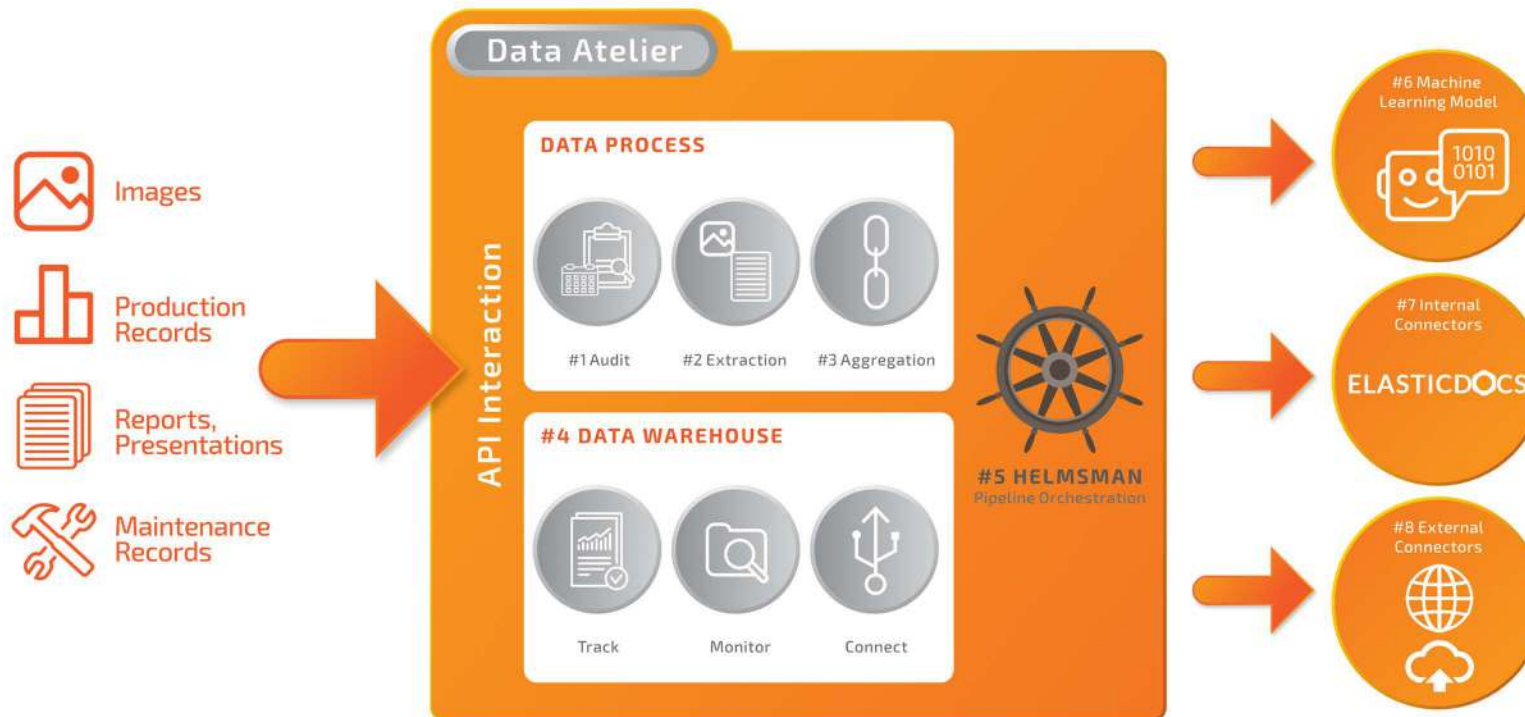 Data Atelier
Images
Production
Records
Reports,
Presentations
Maintenance
Records
API Interaction
DATA PROCESS
#1 Audit
#2 Extraction
#3 Aggregation
#4 DATA WAREHOUSE
Track
Monitor
Connect
#5 HELMSMAN
Pipeline Orchestration
#6 Machine
Learning Model
1010
0101
#7 Internal
Connectors
ELASTICDOCS
#8 External
Connectors